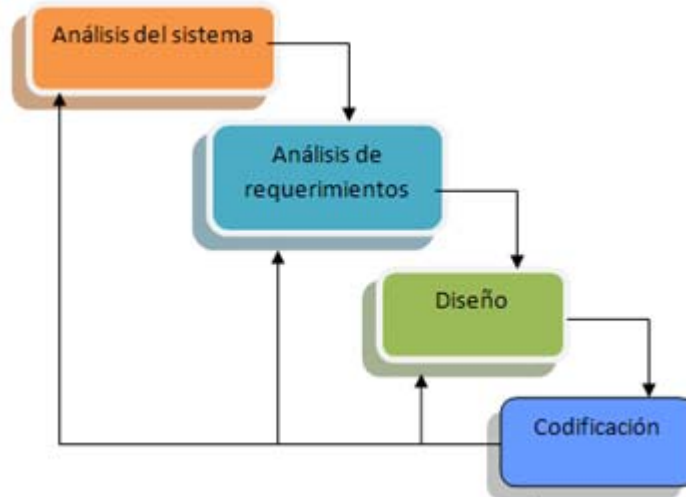 Análisis del sistema
Análisis de
requerimientos
Diseño
Codificación